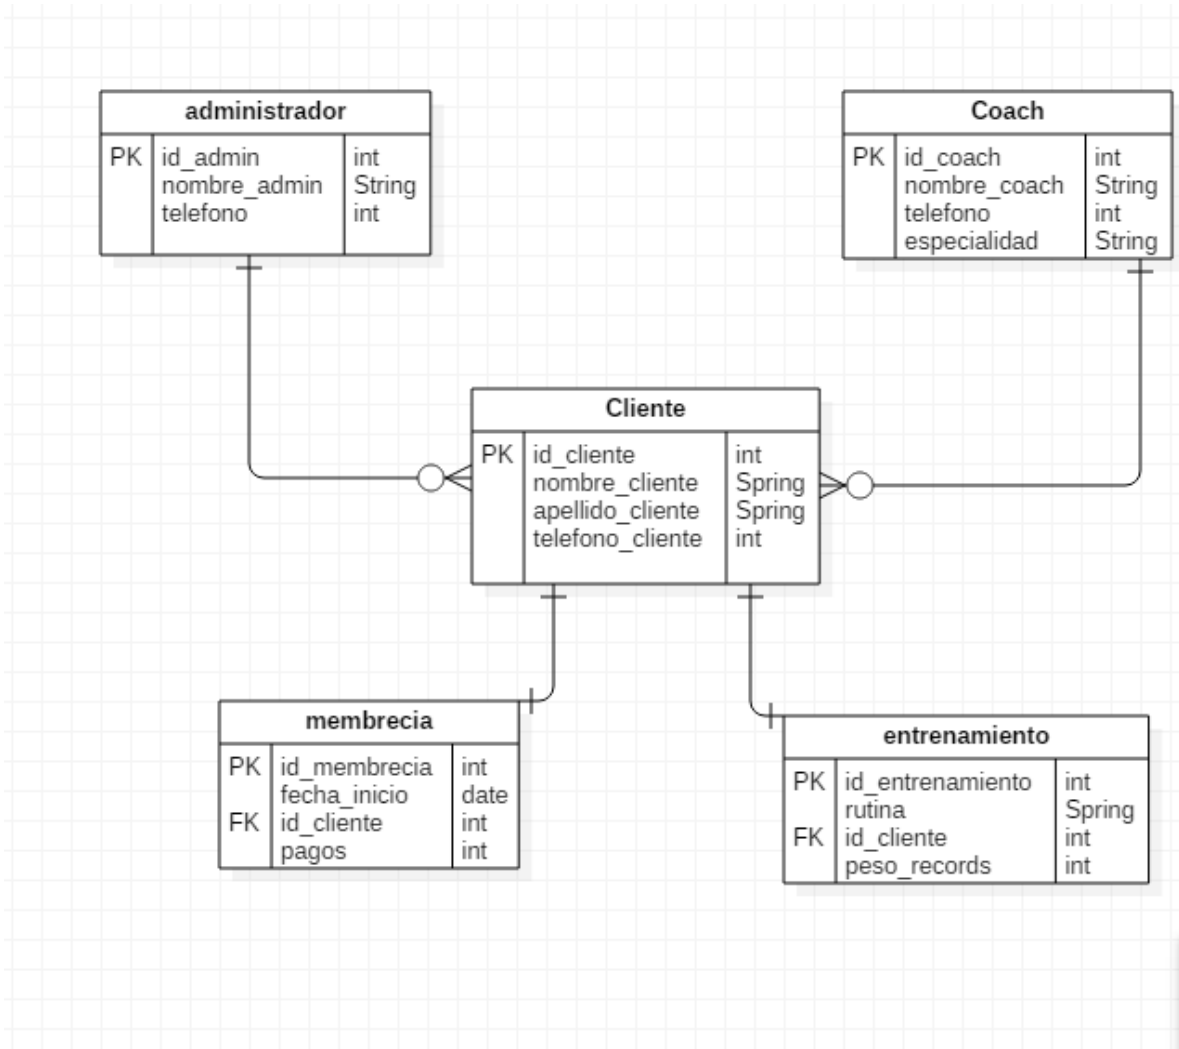 administrador
PK id_admin int
nombre_admin String
telefono int
Coach
PK id_coach int
nombre_coach String
telefono int
especialidad String
Cliente
PK id_cliente int
nombre_cliente Spring
apellido_cliente Spring
telefono_cliente int
membrecia
PK id_membrecia int
fecha_inicio date
FK id_cliente int
pagos int
entrenamiento
PK id_entrenamiento int
rutina Spring
FK id_cliente int
peso_records int